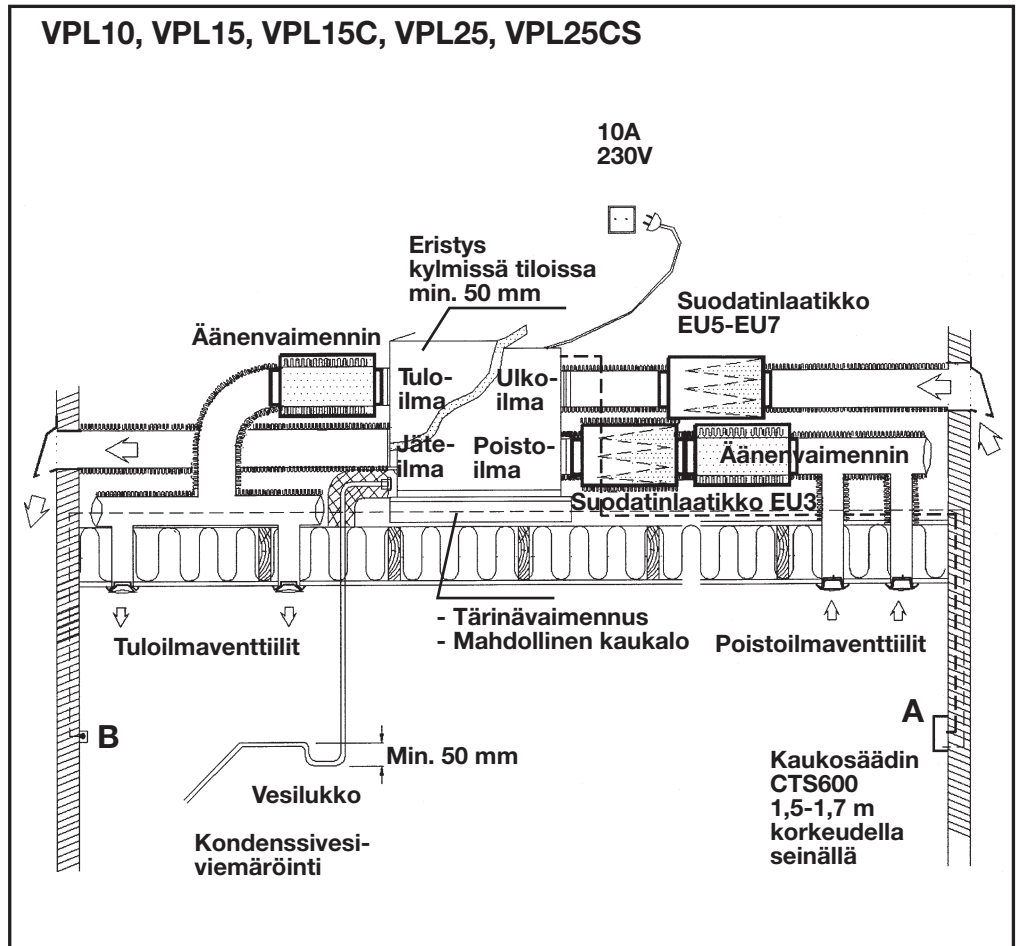 VPL10, VPL15, VPL15C, VPL25, VPL25CS
10A
230V
Eristys
kylmissä tiloissa
min. 50 mm
Suodatinlaatikko
EU5-EU7
Äänenvaimennin
Tulo-
ilma
Ulko-
ilma
Jäte-
ilma
Poisto-
ilma
Äänenvaimennin
Suodatinlaatikko EU3
- Tärinävaimennus
- Mahdollinen kaukalo
Tuloilmaventtiilit
Poistoilmaventtiilit
A
B
Min. 50 mm
Vesilukko
Kondenssivesi-
viemäröinti
Kaukosäädin
CTS600
1,5-1,7 m
korkeudella
seinällä